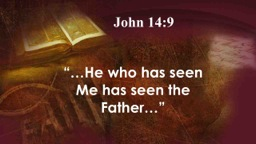 John 14:9
“…He who has seen
Me has seen the
Father…”